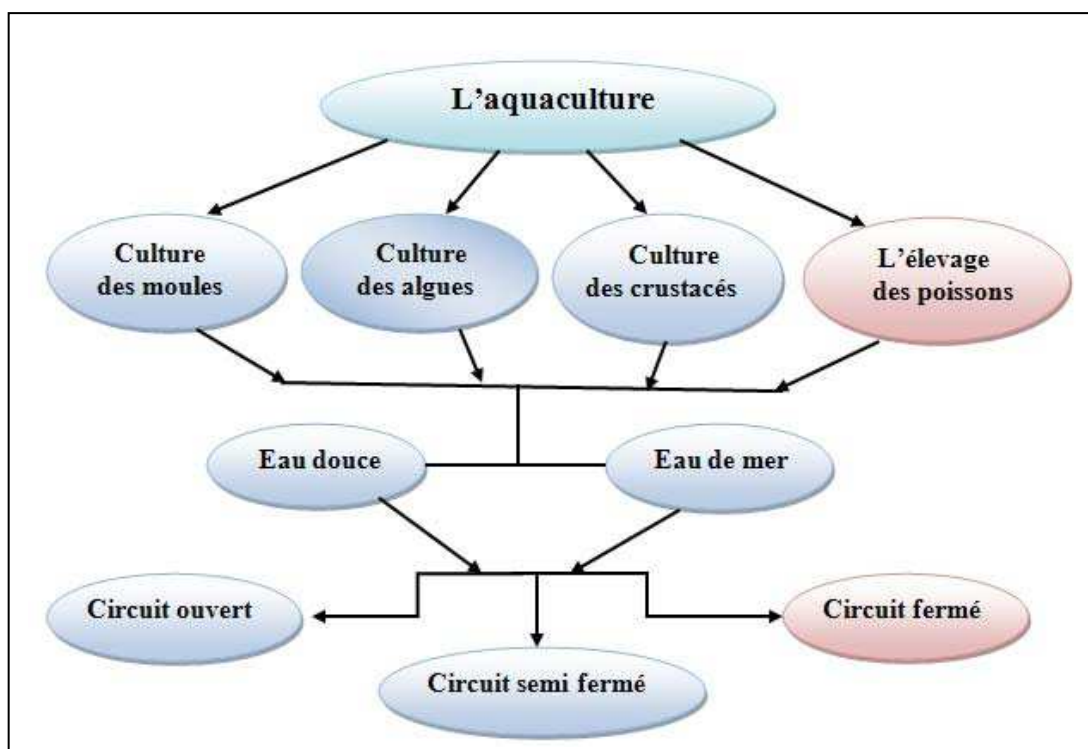 L’aquaculture
Culture
des moules
Culture
des algues
Culture
des crustacés
L’élevage
des poissons
Eau douce
Eau de mer
Circuit ouvert
Circuit fermé
Circuit semi fermé